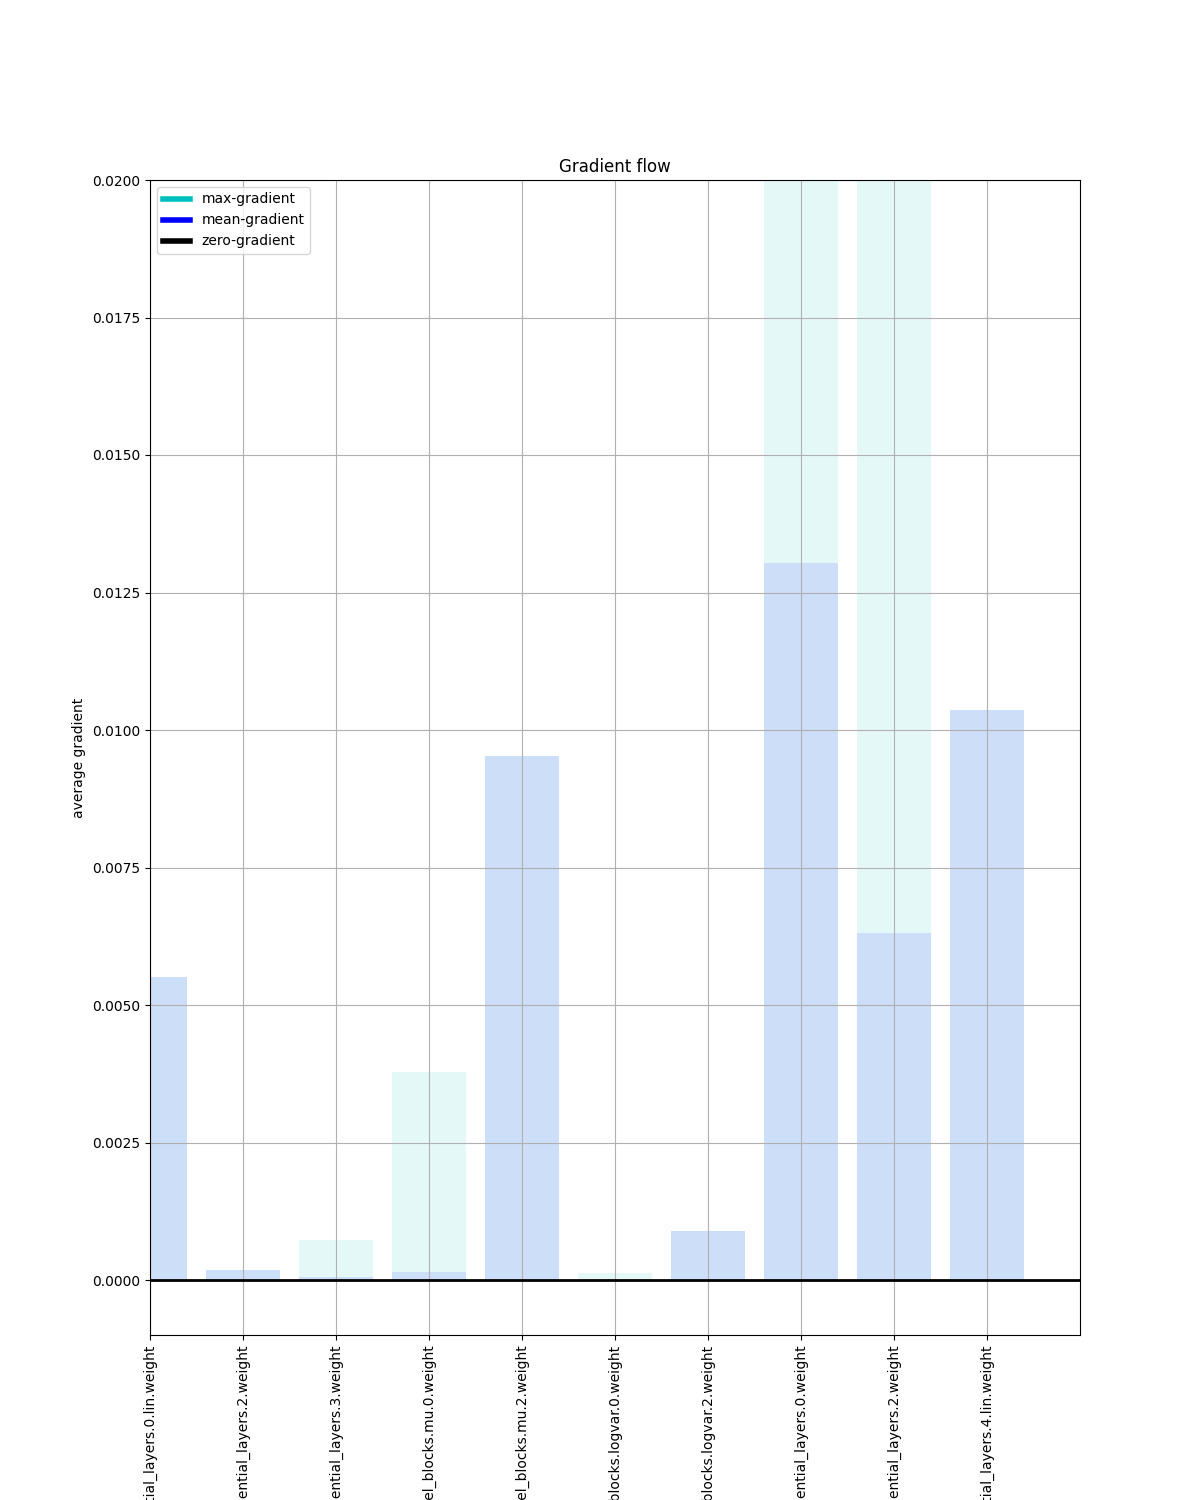 Gradient flow
max-gradient
mean-gradient
zero-gradient
0.0200
0.0175
0.0150
0.0125
0.0100
0.0075
0.0050
0.0025
0.0000
average gradient
tial_layers.0.lin.weight
ential_layers.2.weight
ential_layers.3.weight
el_blocks.mu.0.weight
el_blocks.mu.2.weight
blocks.logvar.0.weight
blocks.logvar.2.weight
ential_layers.0.weight
ential_layers.2.weight
tial_layers.4.lin.weight